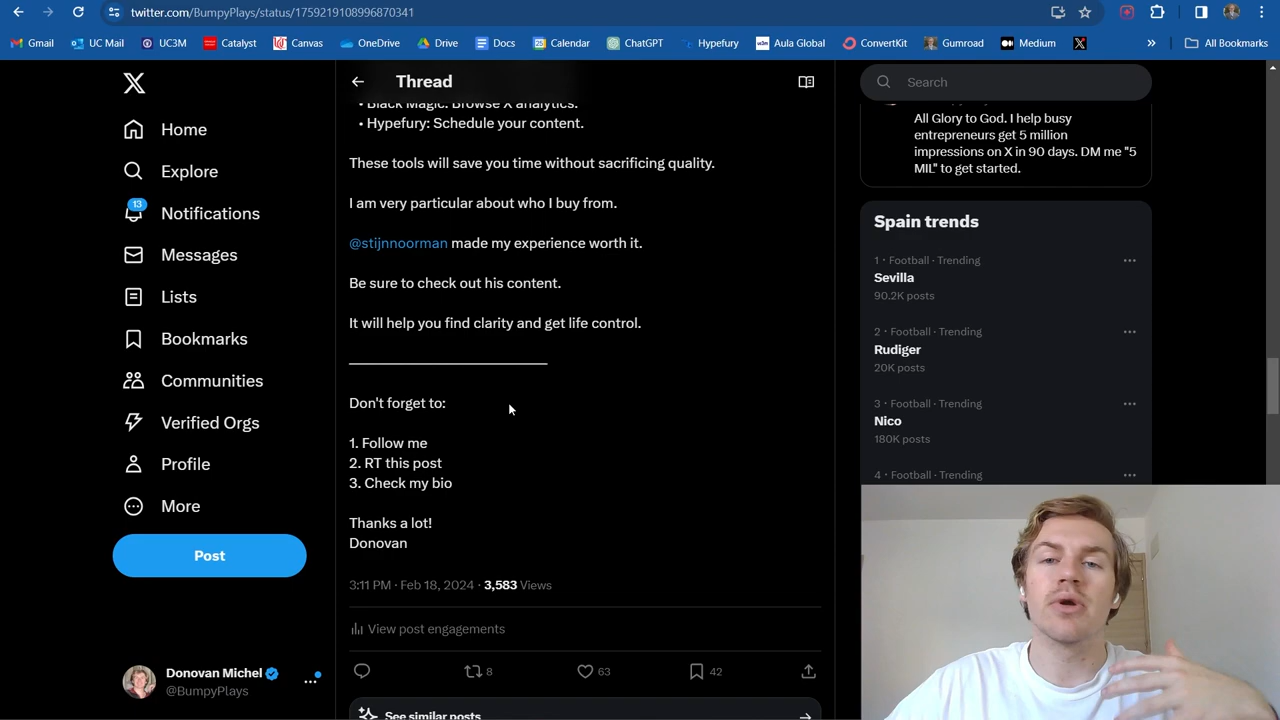 twitter.com/BumpyPlays/status/1759219108996870341
Gmail
UC Mail
UC3M
Catalyst
Canvas
OneDrive
Drive
Docs
Calendar
ChatGPT
Hypefury
Aula Global
ConvertKit
Gumroad
Medium
X
»
All Bookmarks
X
Home
Explore
13
Notifications
Messages
Lists
Bookmarks
Communities
Verified Orgs
Profile
More
Post
Donovan Michel
@BumpyPlays
Thread
• Black Magic: Browse X analytics.
• Hypefury: Schedule your content.
These tools will save you time without sacrificing quality.
I am very particular about who I buy from.
@stijnnoorman made my experience worth it.
Be sure to check out his content.
It will help you find clarity and get life control.
Don't forget to:
1. Follow me
2. RT this post
3. Check my bio
Thanks a lot!
Donovan
3:11 PM · Feb 18, 2024 · 3,583 Views
View post engagements
8
63
42
See similar posts
Search
All Glory to God. I help busy
entrepreneurs get 5 million
impressions on X in 90 days. DM me "5
MIL" to get started.
Spain trends
1 · Football · Trending
Sevilla
90.2K posts
2 · Football · Trending
Rudiger
20K posts
3 · Football · Trending
Nico
180K posts
4 · Football · Trending